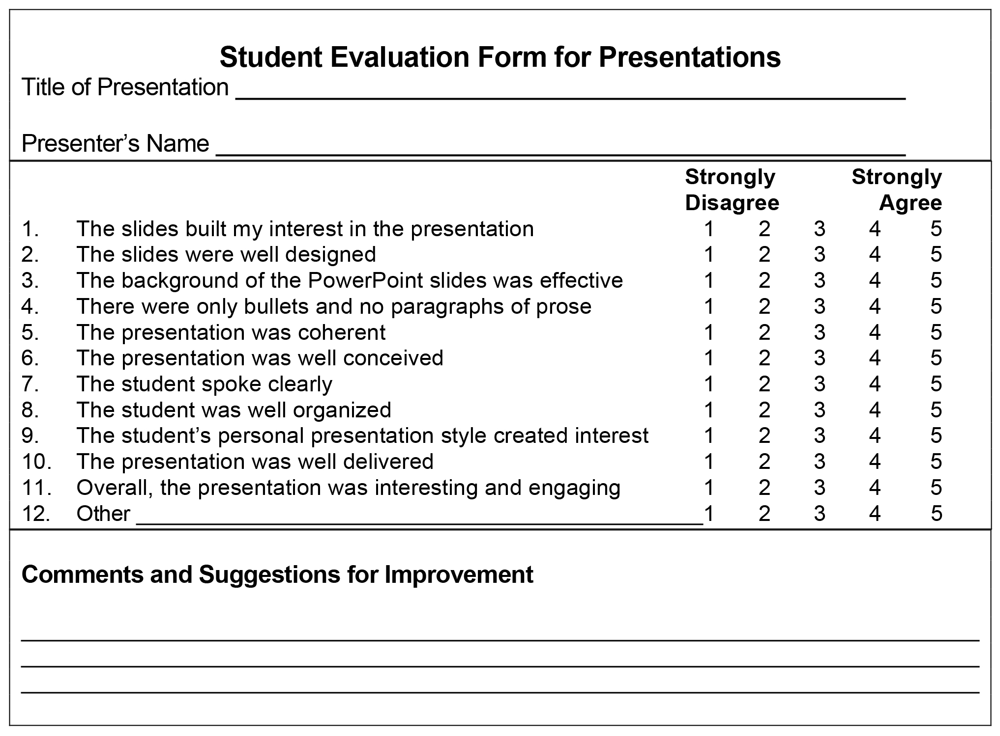 Student Evaluation Form for Presentations
Title of Presentation
Presenter’s Name
Strongly Strongly
Disagree Agree
1. The slides built my interest in the presentation 1 2 3 4 5
2. The slides were well designed 1 2 3 4 5
3. The background of the PowerPoint slides was effective 1 2 3 4 5
4. There were only bullets and no paragraphs of prose 1 2 3 4 5
5. The presentation was coherent 1 2 3 4 5
6. The presentation was well conceived 1 2 3 4 5
7. The student spoke clearly 1 2 3 4 5
8. The student was well organized 1 2 3 4 5
9. The student’s personal presentation style created interest 1 2 3 4 5
10. The presentation was well delivered 1 2 3 4 5
11. Overall, the presentation was interesting and engaging 1 2 3 4 5
12. Other 1 2 3 4 5
Comments and Suggestions for Improvement